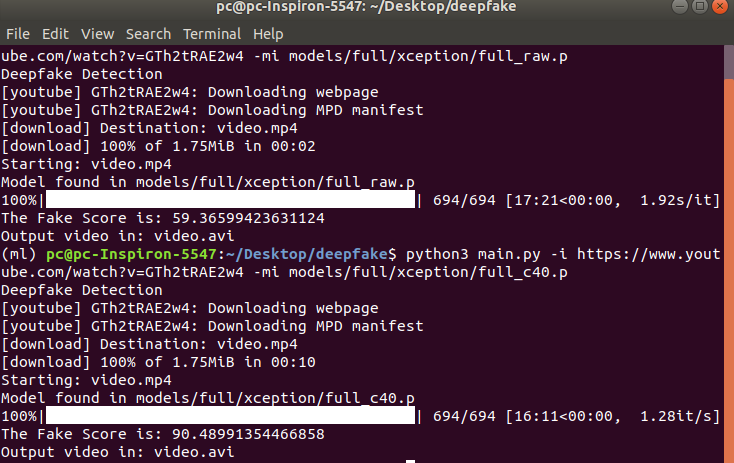 pc@pc-Inspiron-5547: ~/Desktop/deepfake
File Edit View Search Terminal Help
ube.com/watch?v=GTh2tRAE2w4 -mi models/full/xception/full_raw.p
Deepfake Detection
[youtube] GTh2tRAE2w4: Downloading webpage
[youtube] GTh2tRAE2w4: Downloading MPD manifest
[download] Destination: video.mp4
[download] 100% of 1.75MiB in 00:02
Starting: video.mp4
Model found in models/full/xception/full_raw.p
100%| | 694/694 [17:21<00:00, 1.92s/it]
The Fake Score is: 59.36599423631124
Output video in: video.avi
(ml) pc@pc-Inspiron-5547:~/Desktop/deepfake$ python3 main.py -i https://www.yout
ube.com/watch?v=GTh2tRAE2w4 -mi models/full/xception/full_c40.p
Deepfake Detection
[youtube] GTh2tRAE2w4: Downloading webpage
[youtube] GTh2tRAE2w4: Downloading MPD manifest
[download] Destination: video.mp4
[download] 100% of 1.75MiB in 00:10
Starting: video.mp4
Model found in models/full/xception/full_c40.p
100%| | 694/694 [16:11<00:00, 1.28it/s]
The Fake Score is: 90.48991354466858
Output video in: video.avi